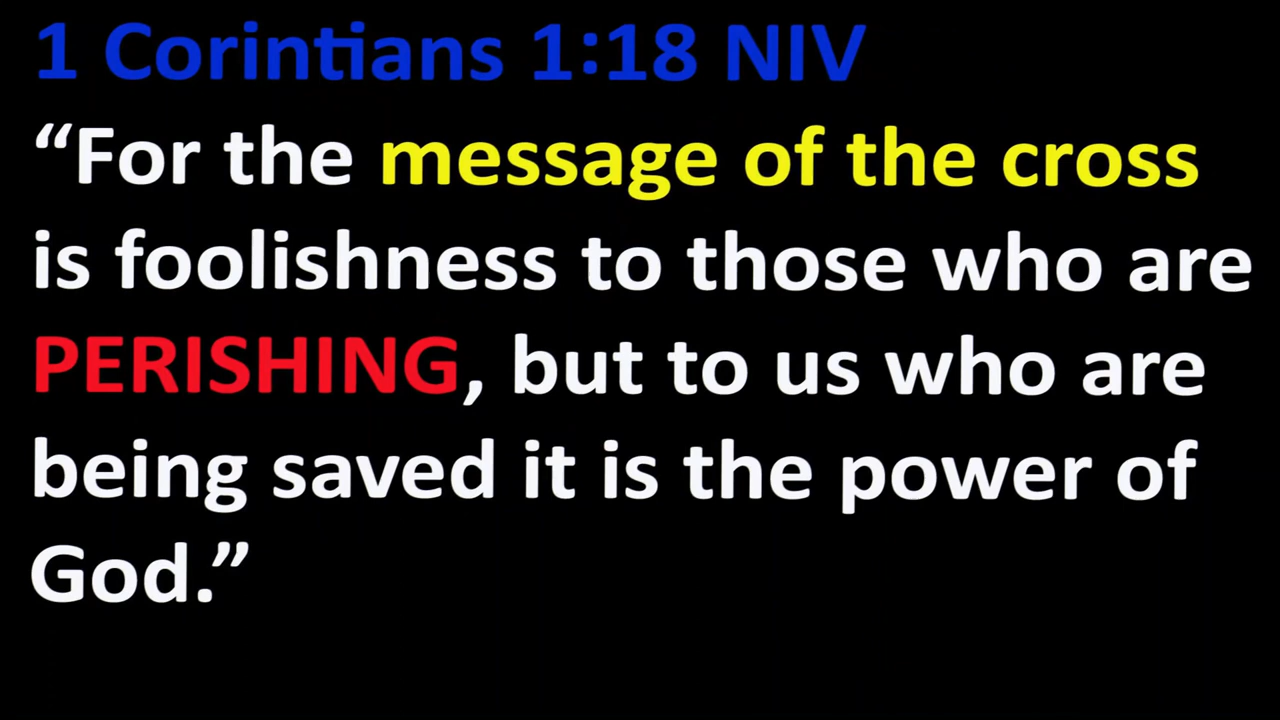 1 Corintians 1:18 NIV
“For the message of the cross
is foolishness to those who are
PERISHING, but to us who are
being saved it is the power of
God.”